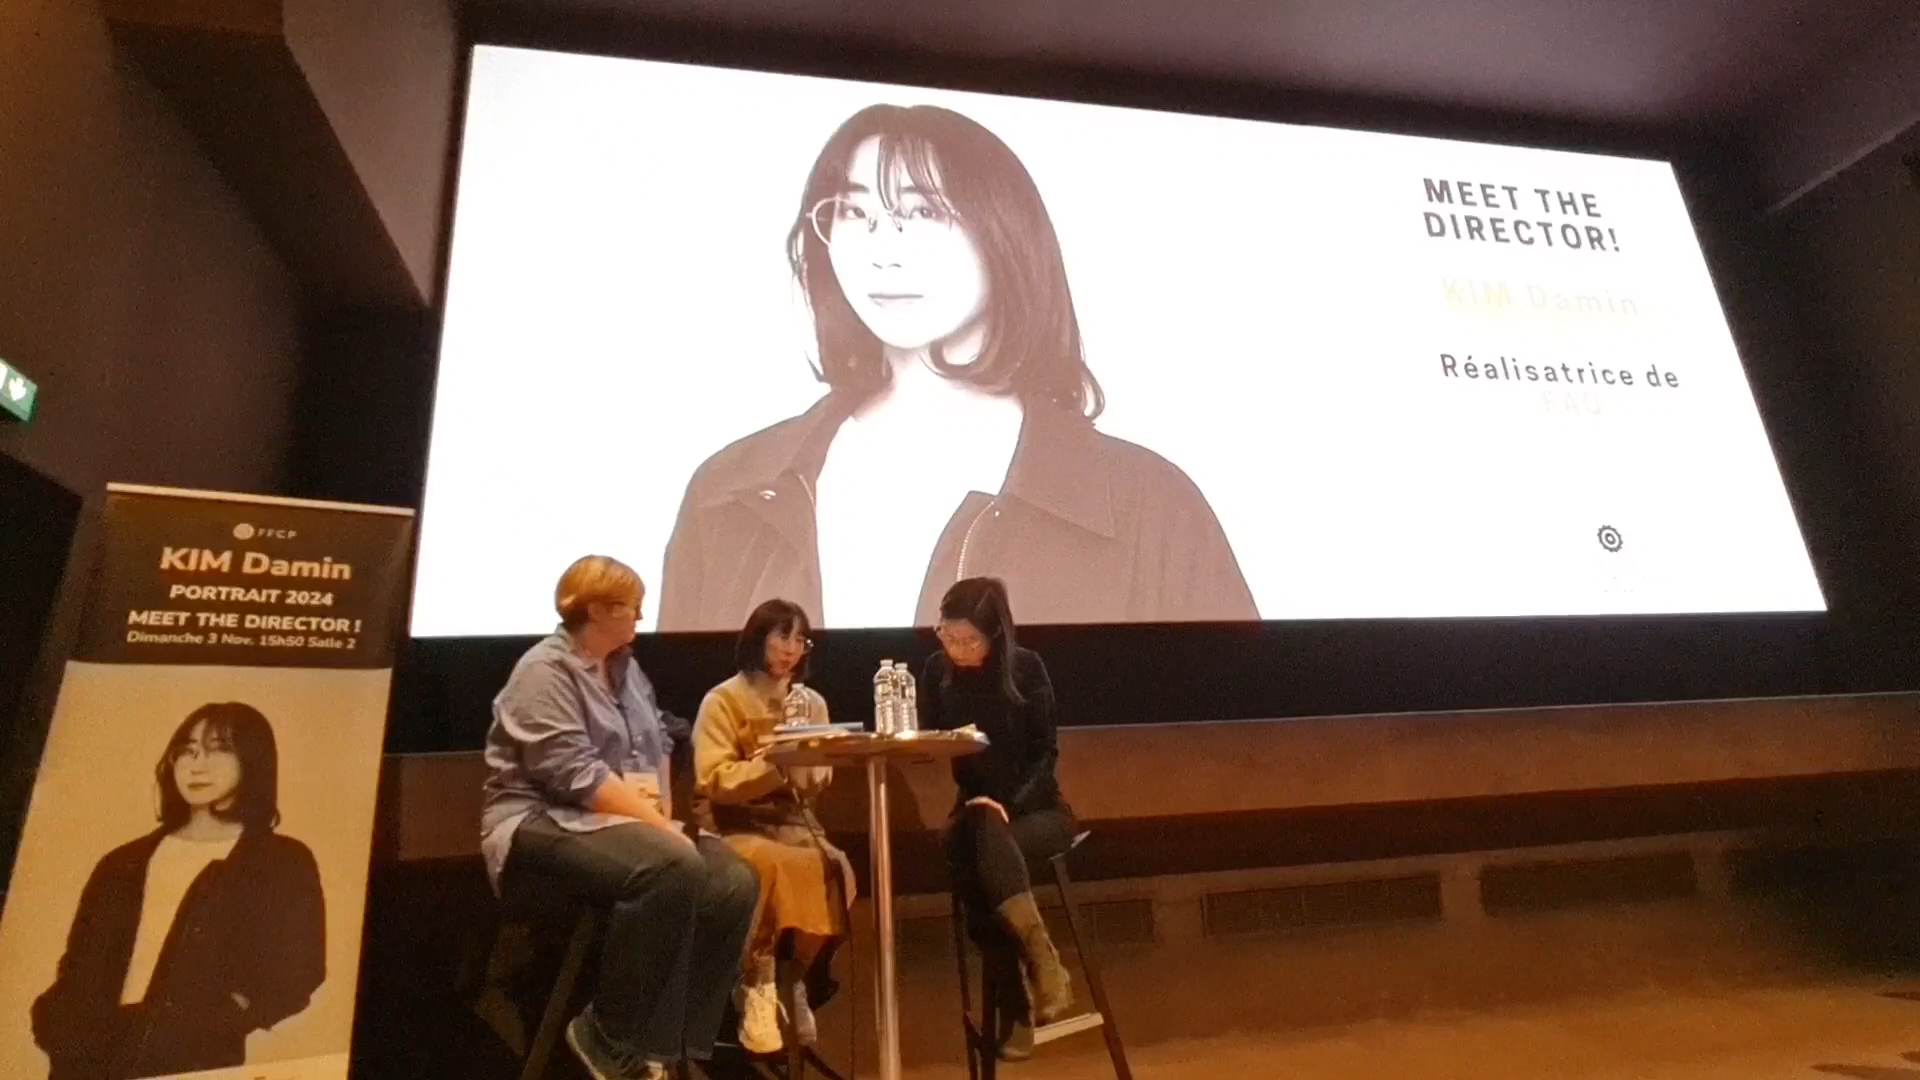 MEET THE
DIRECTOR!
KIM Damin
Réalisatrice de
FAQ
FFCP
KIM Damin
PORTRAIT 2024
MEET THE DIRECTOR !
Dimanche 3 Nov. 15h50 Salle 2